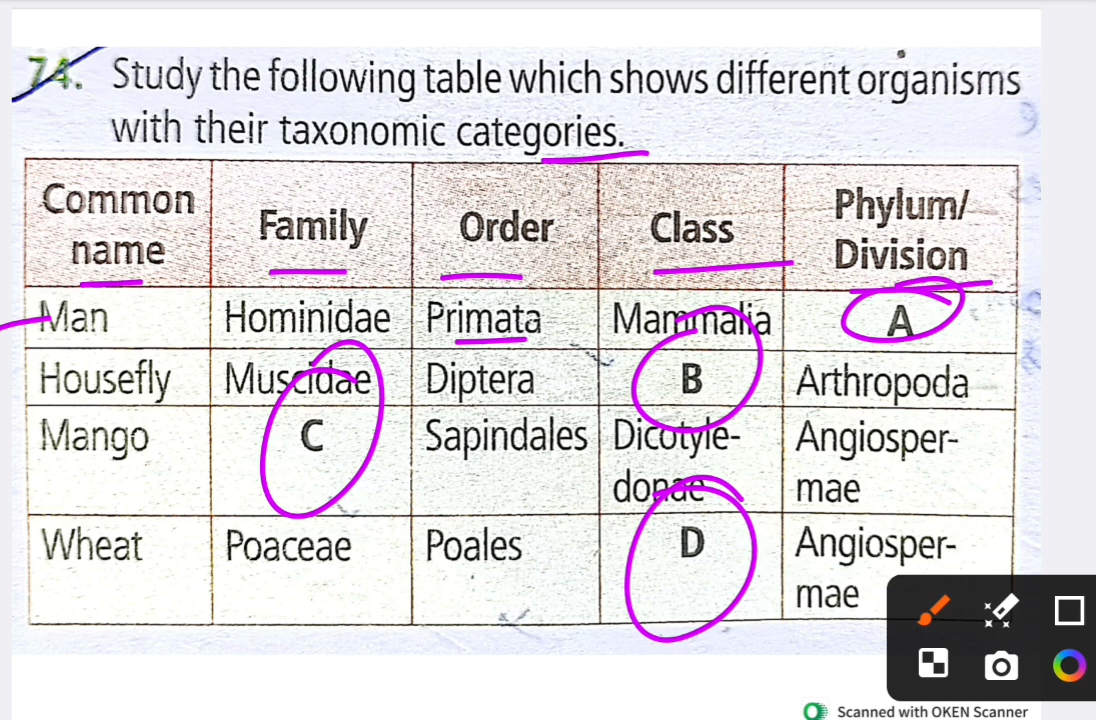 74. Study the following table which shows different organisms
with their taxonomic categories.
Common name Family Order Class Phylum/ Division
Man Hominidae Primata Mammalia A
Housefly Muscidae Diptera B Arthropoda
Mango C Sapindales Dicotyle- Angiosper-
donae mae
Wheat Poaceae Poales D Angiosper-
mae
Scanned with OKEN Scanner